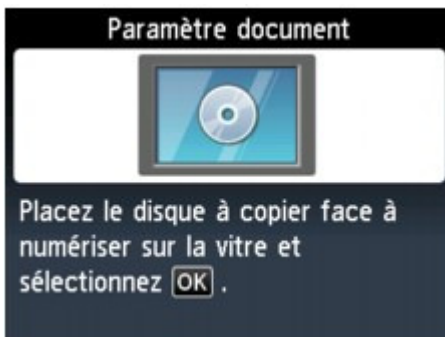 Paramètre document
Placez le disque à copier face à
numériser sur la vitre et
sélectionnez OK .